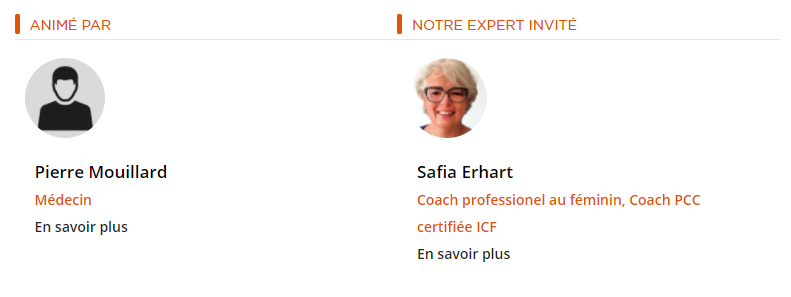 ANIMÉ PAR
Pierre Mouillard
Médecin
En savoir plus
NOTRE EXPERT INVITÉ
Safia Erhart
Coach professionel au féminin, Coach PCC
certifiée ICF
En savoir plus